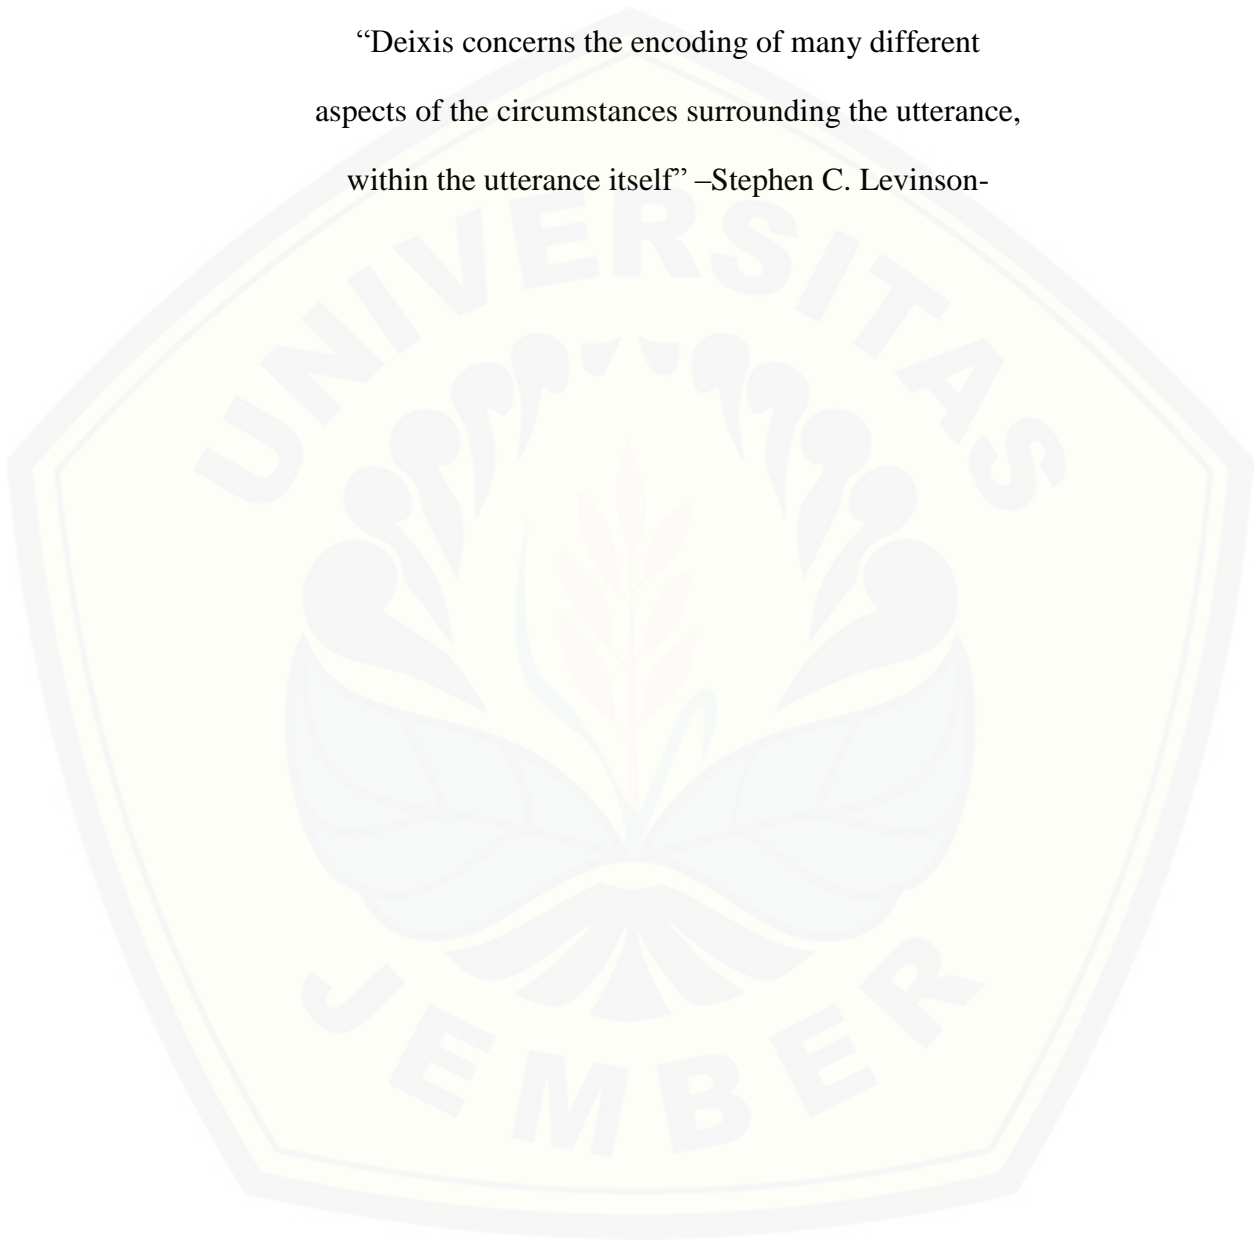 “Deixis concerns the encoding of many different
aspects of the circumstances surrounding the utterance,
within the utterance itself” –Stephen C. Levinson-
UNIVERSITAS
JEMBER